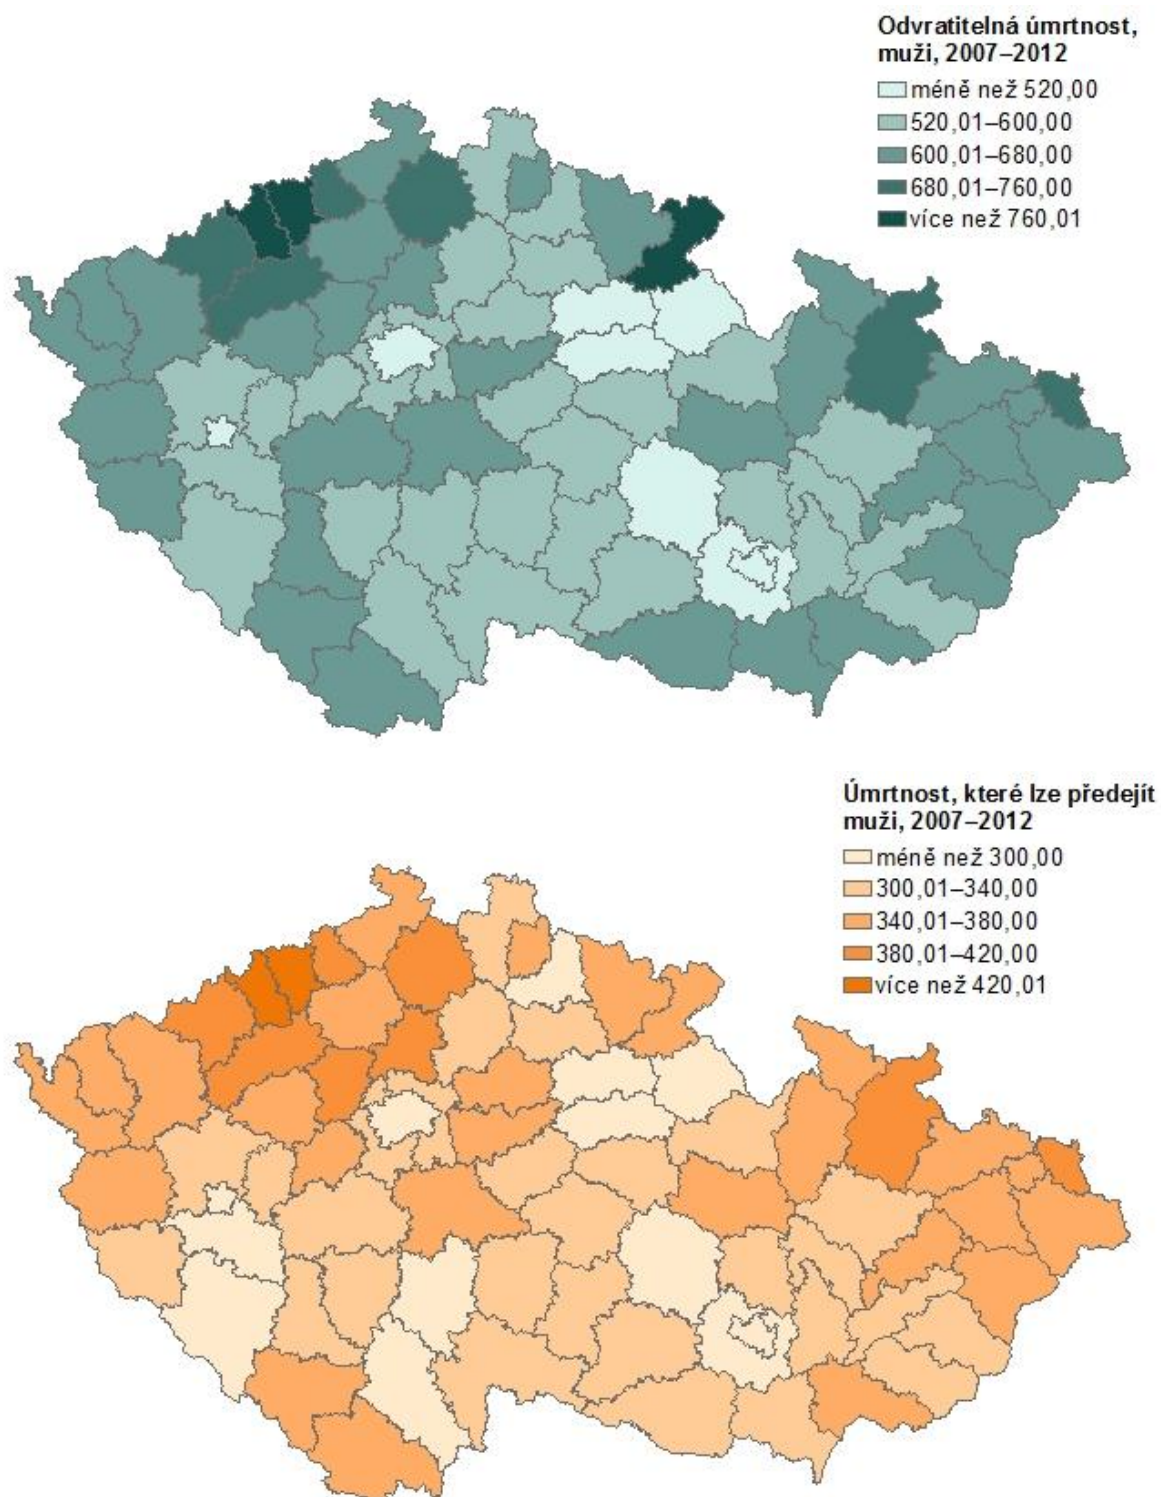 Odvratitelná úmrtnost,
muži, 2007–2012
méně než 520,00
520,01–600,00
600,01–680,00
680,01–760,00
více než 760,01
Úmrtnost, které lze předejít
muži, 2007–2012
méně než 300,00
300,01–340,00
340,01–380,00
380,01–420,00
více než 420,01